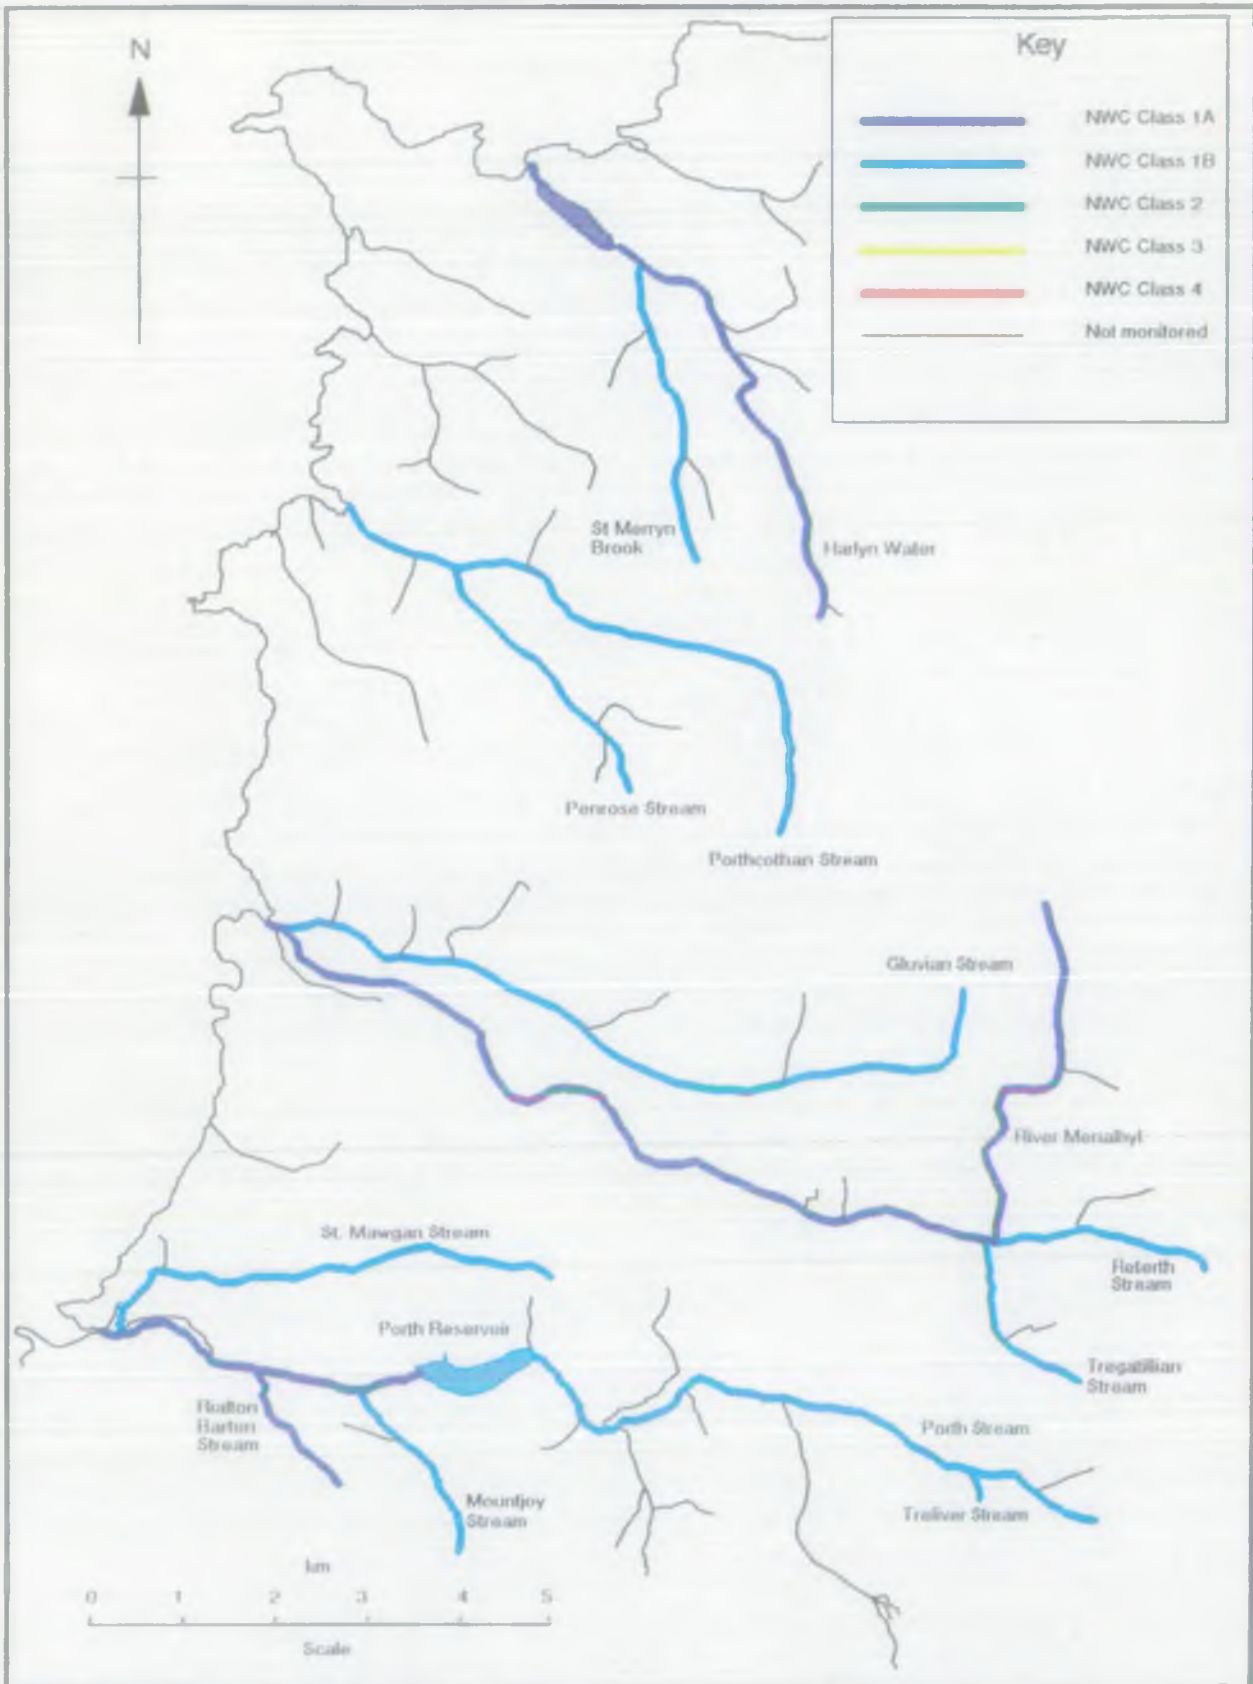 N
Key
NWC Class 1A
NWC Class 1B
NWC Class 2
NWC Class 3
NWC Class 4
Not monitored
St Merryn
Brook
Harlyn Water
Penrose Stream
Porthcothan Stream
Gluvian Stream
River Menalhyl
St. Mawgan Stream
Reterth
Stream
Porth Reservoir
Tregatillian
Stream
Rialton
Barton
Stream
Porth Stream
Mountjoy
Stream
Treliver Stream
km
0 1 2 3 4 5
Scale